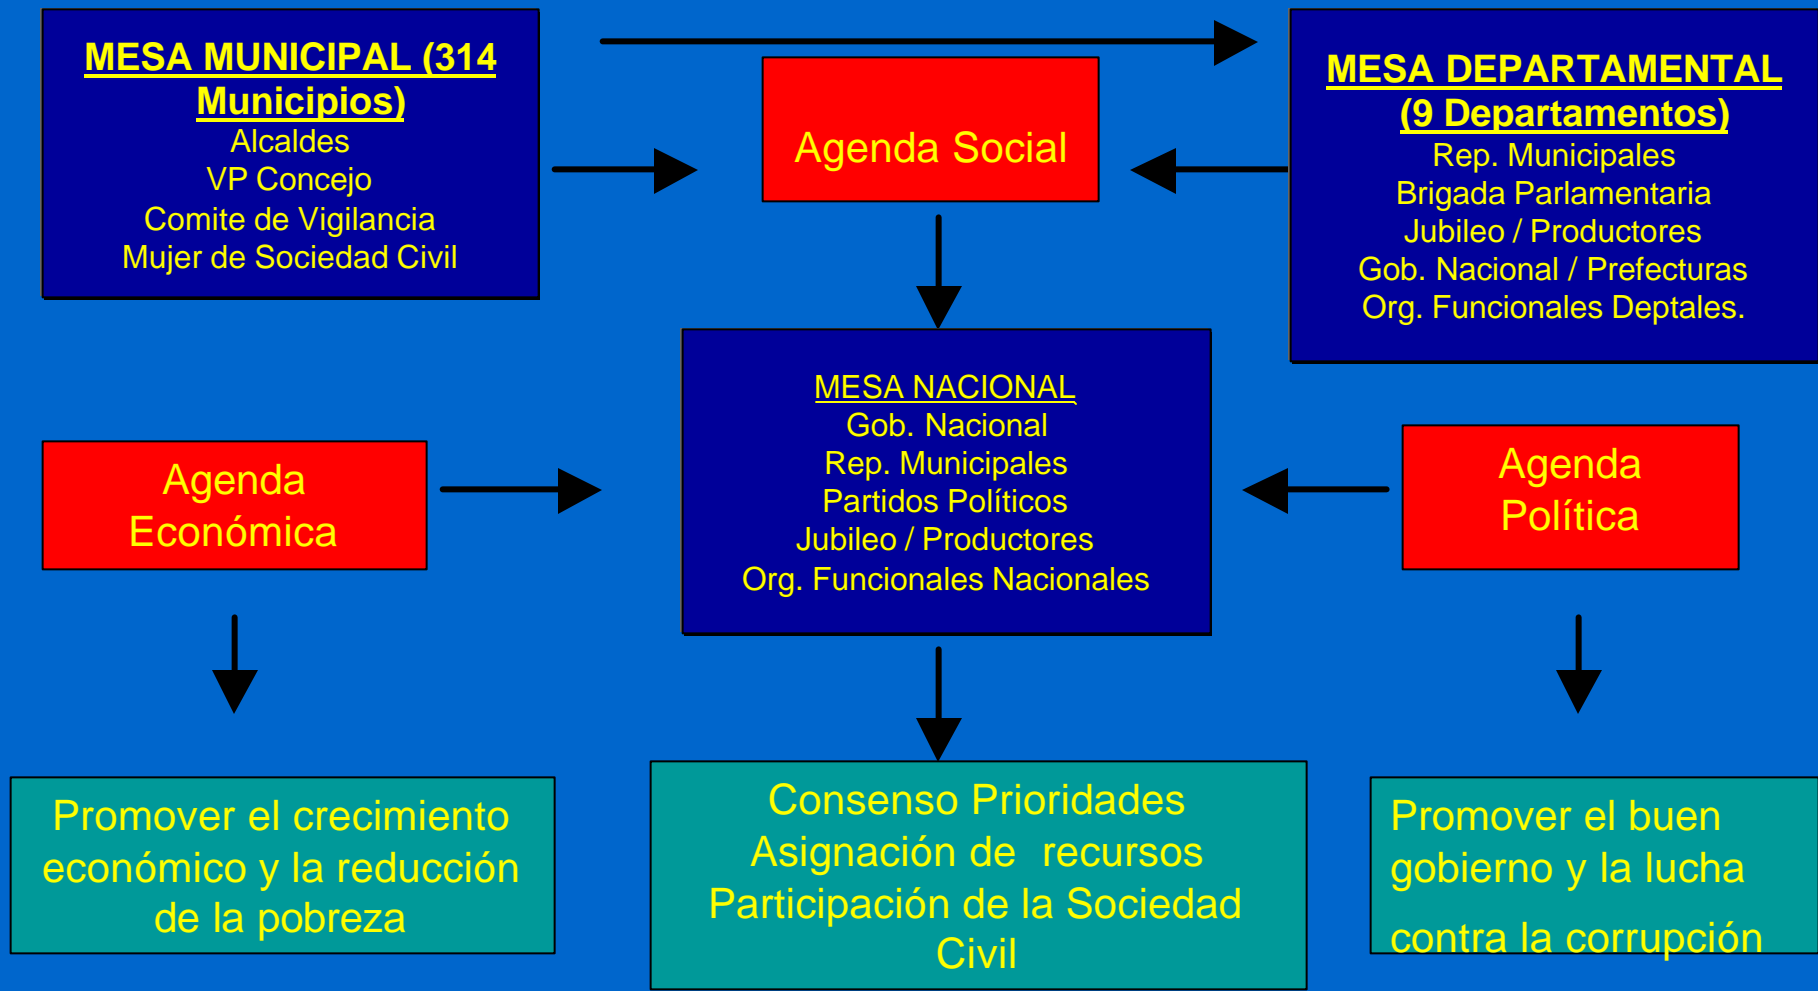 MESA MUNICIPAL (314
Municipios)
Alcaldes
VP Concejo
Comite de Vigilancia
Mujer de Sociedad Civil
Agenda Social
MESA DEPARTAMENTAL
(9 Departamentos)
Rep. Municipales
Brigada Parlamentaria
Jubileo / Productores
Gob. Nacional / Prefecturas
Org. Funcionales Deptales.
MESA NACIONAL
Gob. Nacional
Rep. Municipales
Partidos Políticos
Jubileo / Productores
Org. Funcionales Nacionales
Agenda
Económica
Agenda
Política
Promover el crecimiento
económico y la reducción
de la pobreza
Consenso Prioridades
Asignación de recursos
Participación de la Sociedad
Civil
Promover el buen
gobierno y la lucha
contra la corrupción